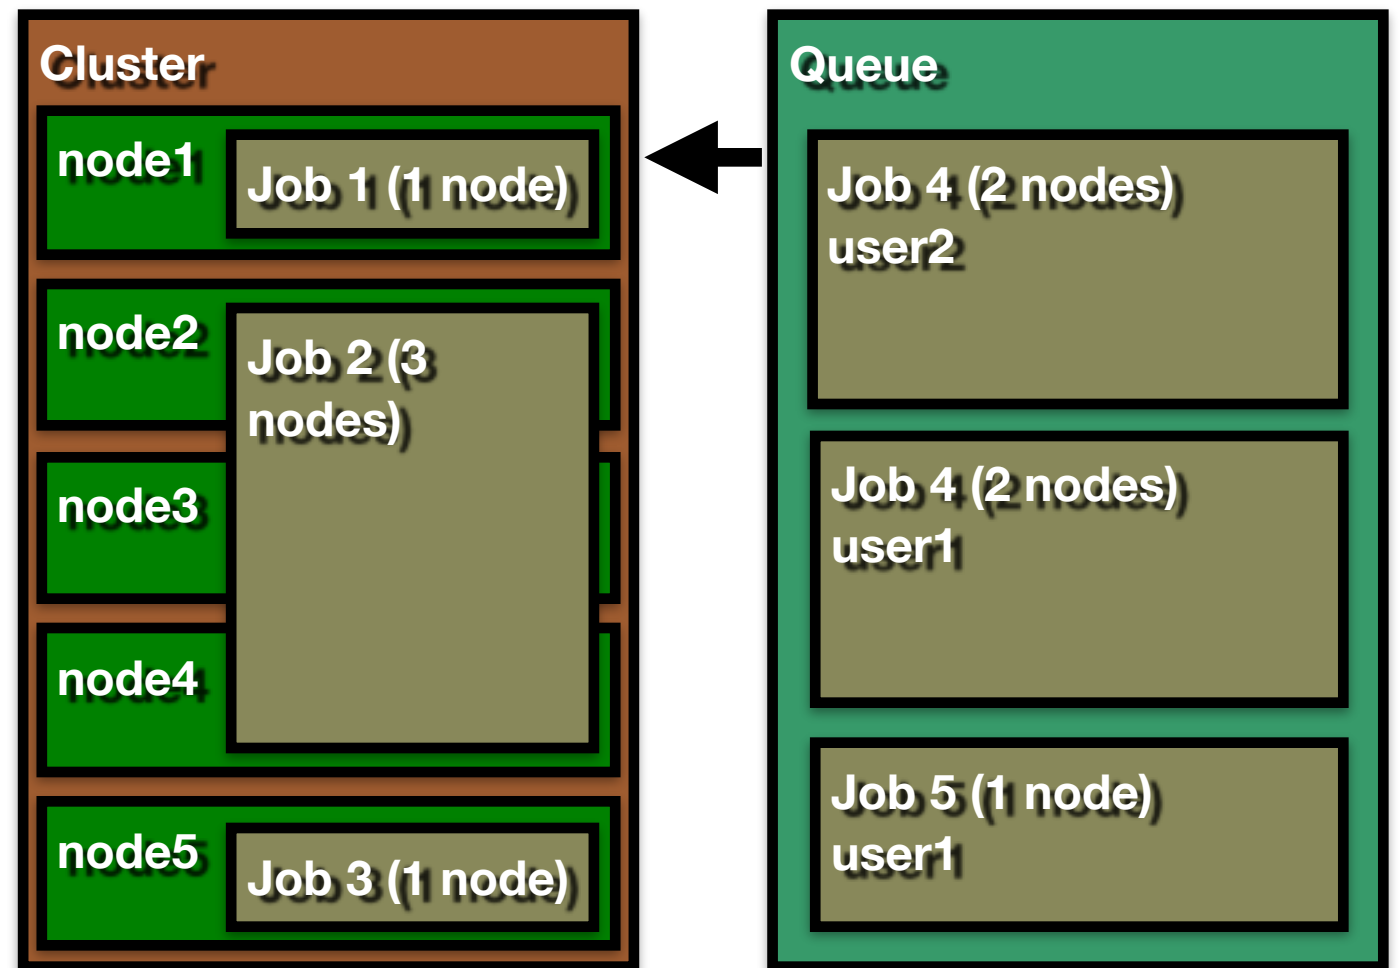 Cluster
node1
Job 1 (1 node)
node2
Job 2 (3
nodes)
node3
node4
node5
Job 3 (1 node)
Queue
Job 4 (2 nodes)
user2
Job 4 (2 nodes)
user1
Job 5 (1 node)
user1